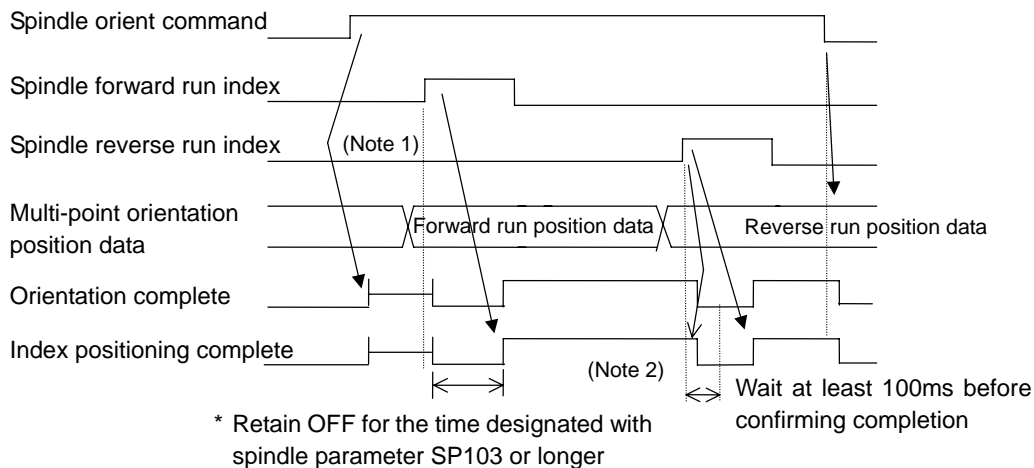 Spindle orient command
Spindle forward run index
Spindle reverse run index
(Note 1)
Multi-point orientation
position data
Forward run position data
Reverse run position data
Orientation complete
Index positioning complete
(Note 2)
Wait at least 100ms before
confirming completion
* Retain OFF for the time designated with
spindle parameter SP103 or longer